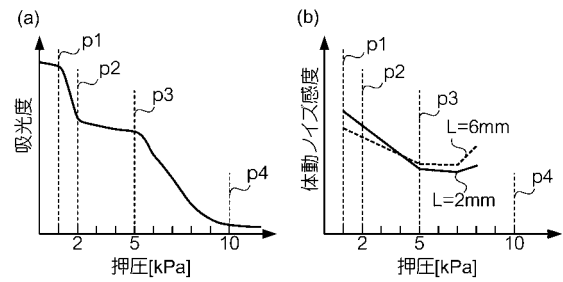 (a)
p1
p2
p3
p4
吸光度
2
5
10
押圧[kPa]
(b)
p1
p2
p3
L=6mm
p4
L=2mm
体動ノイズ感度
2
5
10
押圧[kPa]